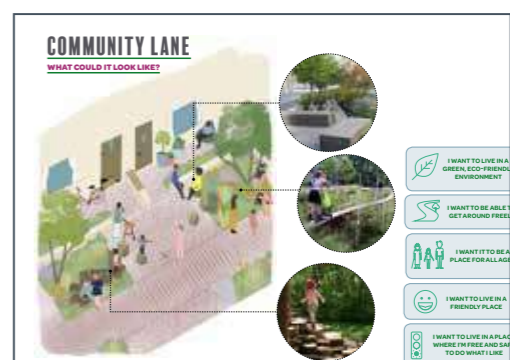 COMMUNITY LANE
WHAT COULD IT LOOK LIKE?
I WANT TO LIVE IN A
GREEN, ECO-FRIENDL
ENVIRONMENT
I WANT TO BE ABLE T
GET AROUND FREEL
I WANT IT TO BE A
PLACE FOR ALL AGE
I WANT TO LIVE IN A
FRIENDLY PLACE
I WANT TO LIVE IN A PLAC
WHERE I'M FREE AND SAF
TO DO WHAT I LIKE